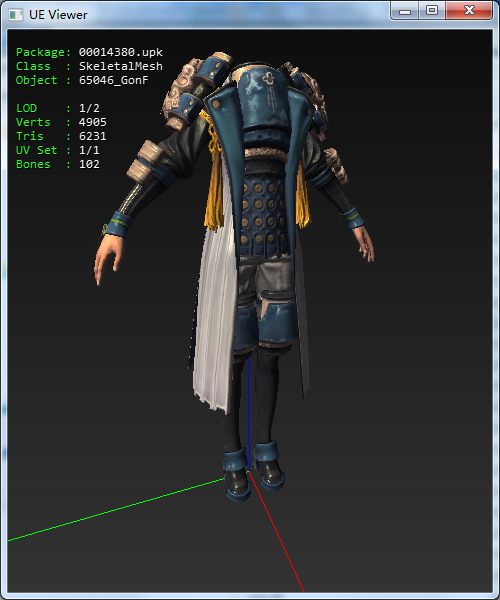 UE Viewer
Package: 00014380.upk
Class : SkeletalMesh
Object : 65046_GonF
LOD : 1/2
Verts : 4905
Tris : 6231
UV Set : 1/1
Bones : 102